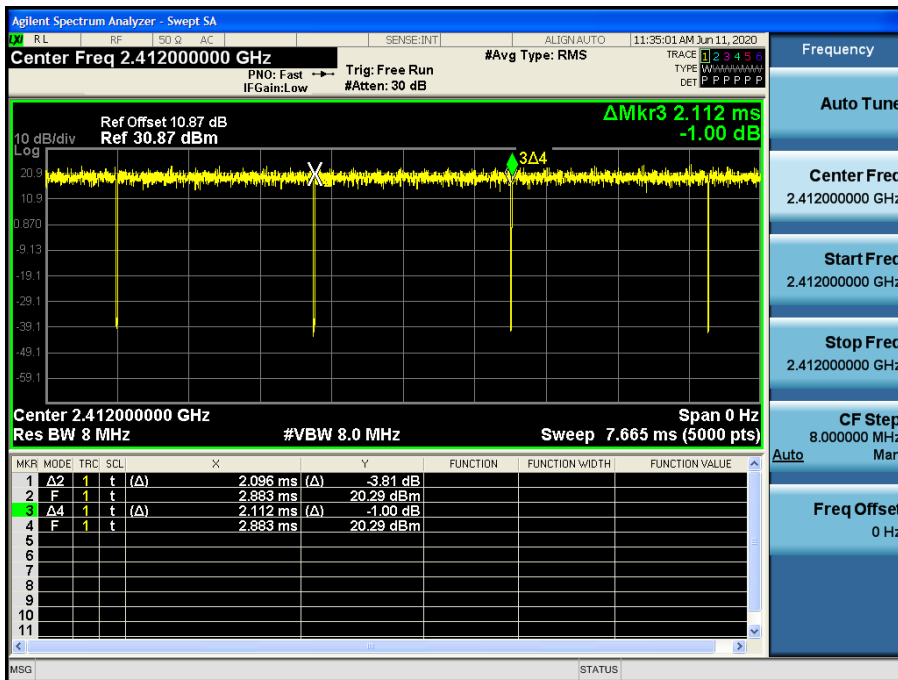 Agilent Spectrum Analyzer - Swept SA
LXI RL RF 50 Ω AC SENSE:INT ALIGNAUTO 11:35:01 AM Jun 11, 2020
Center Freq 2.412000000 GHz #Avg Type: RMS TRACE 1 2 3 4 5 6
PNO: Fast Trig: Free Run TYPE WWWWWW
IFGain:Low #Atten: 30 dB DET P P P P P P
ΔMkr3 2.112 ms
-1.00 dB
Ref Offset 10.87 dB
10 dB/div Ref 30.87 dBm
Log
3Δ4
20.9
10.9
0.870
-9.13
-19.1
-29.1
-39.1
-49.1
-59.1
Center 2.412000000 GHz Span 0 Hz
Res BW 8 MHz #VBW 8.0 MHz Sweep 7.665 ms (5000 pts)
MKR MODE TRC SCL X Y FUNCTION FUNCTION WIDTH FUNCTION VALUE
1 Δ2 1 t (Δ) 2.096 ms (Δ) -3.81 dB
2 F 1 t 2.883 ms 20.29 dBm
3 Δ4 1 t (Δ) 2.112 ms (Δ) -1.00 dB
4 F 1 t 2.883 ms 20.29 dBm
5
6
7
8
9
10
11
MSG STATUS
Frequency
Auto Tune
Center Freq
2.412000000 GHz
Start Freq
2.412000000 GHz
Stop Freq
2.412000000 GHz
CF Step
8.000000 MHz
Auto Man
Freq Offset
0 Hz